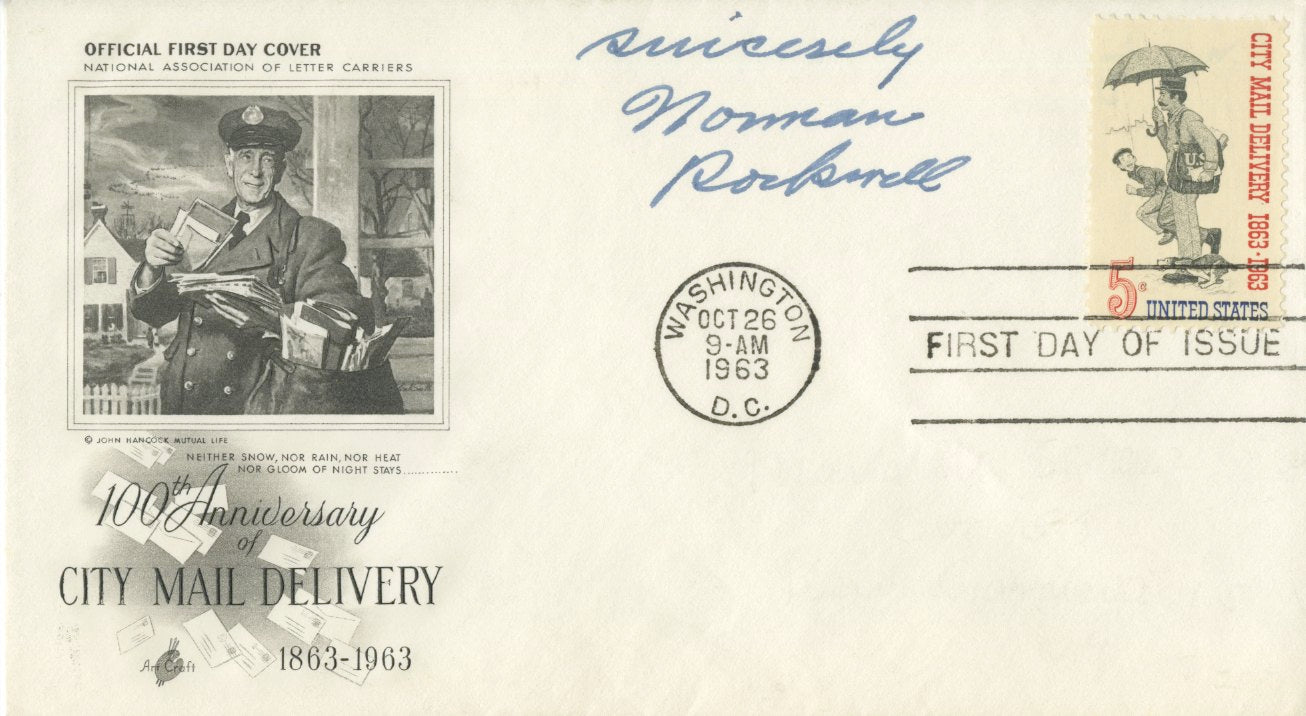 OFFICIAL FIRST DAY COVER
NATIONAL ASSOCIATION OF LETTER CARRIERS
© JOHN HANCOCK MUTUAL LIFE
NEITHER SNOW, NOR RAIN, NOR HEAT
NOR GLOOM OF NIGHT STAYS..............
100th Anniversary
of
CITY MAIL DELIVERY
1863-1963
Art Craft
sincerely
Norman
Rockwell
WASHINGTON
OCT 26
9-AM
1963
D.C.
CITY MAIL DELIVERY 1863·1963
U.S
5c
UNITED STATES
FIRST DAY OF ISSUE